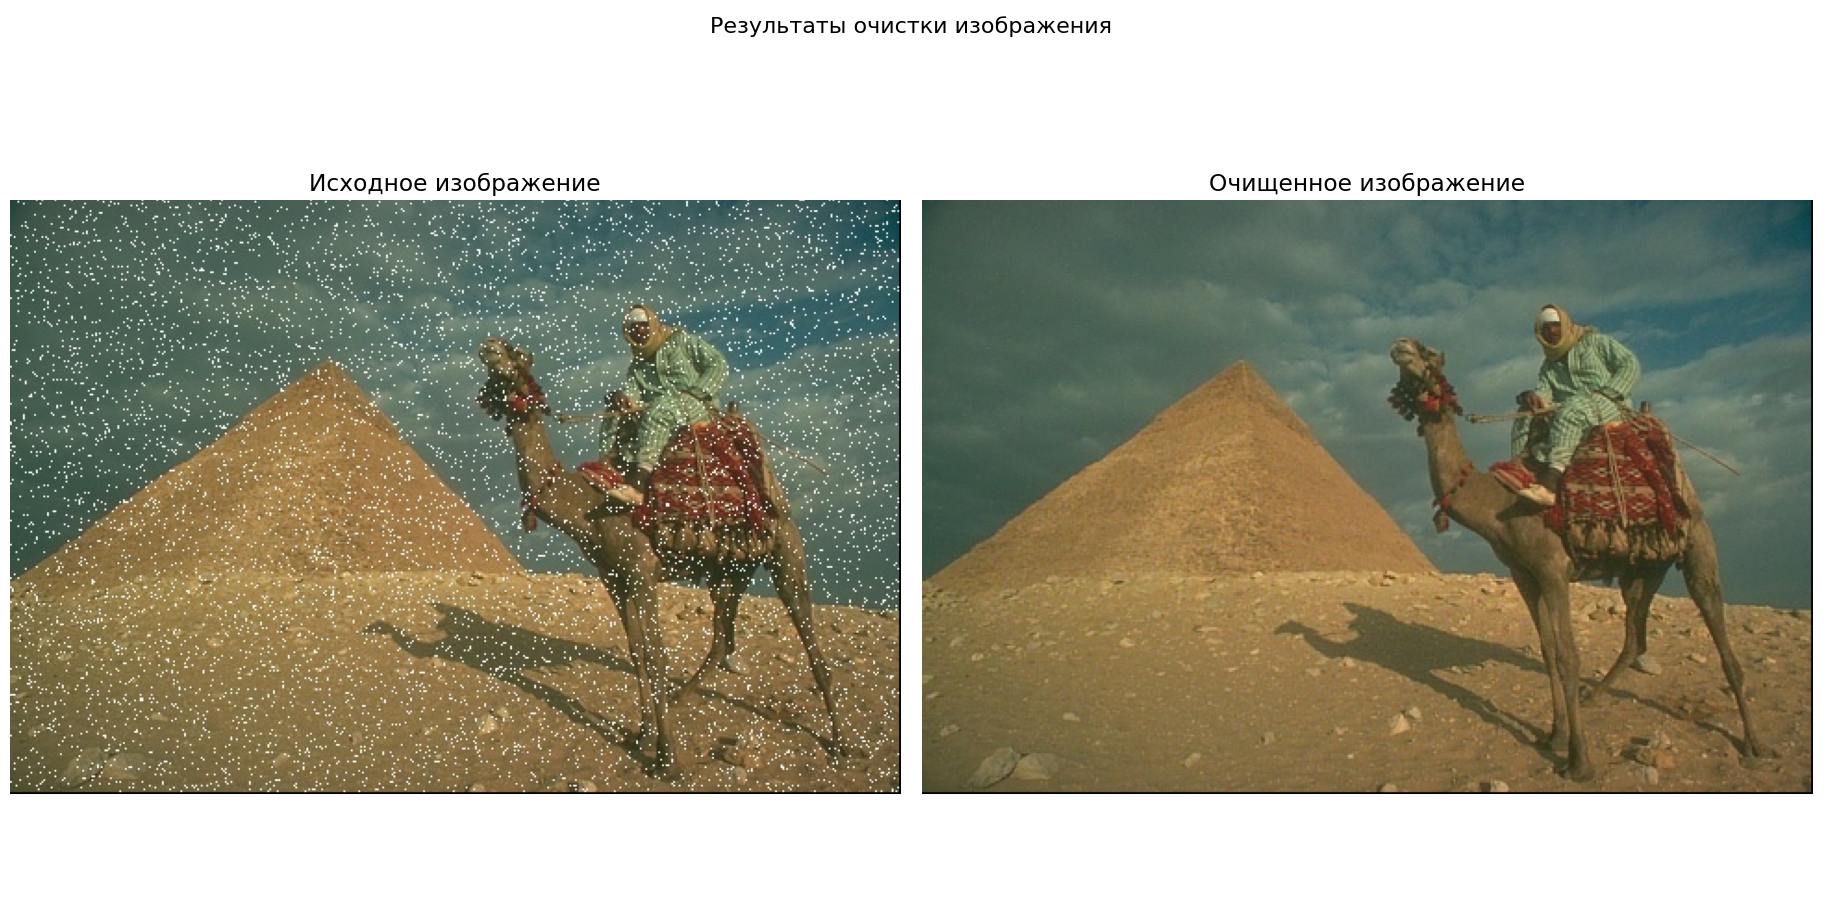 Результаты очистки изображения
Исходное изображение
Очищенное изображение